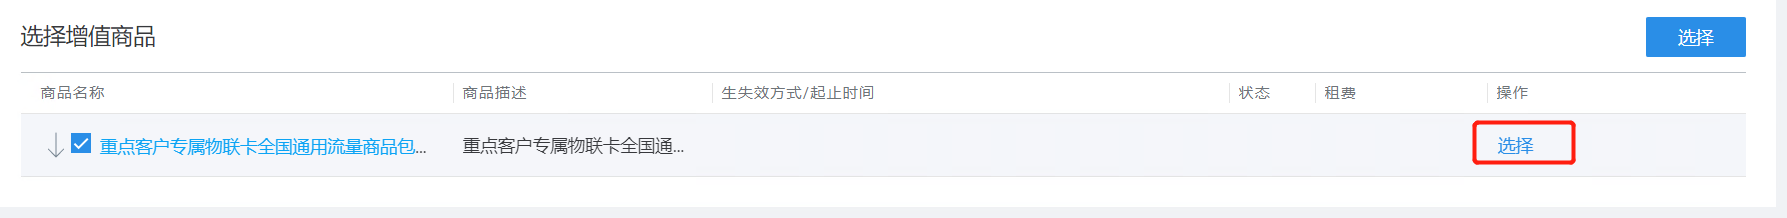 选择增值商品
选择
商品名称 商品描述 生失效方式/起止时间 状态 租费 操作
重点客户专属物联卡全国通用流量商品包... 重点客户专属物联卡全国通... 选择